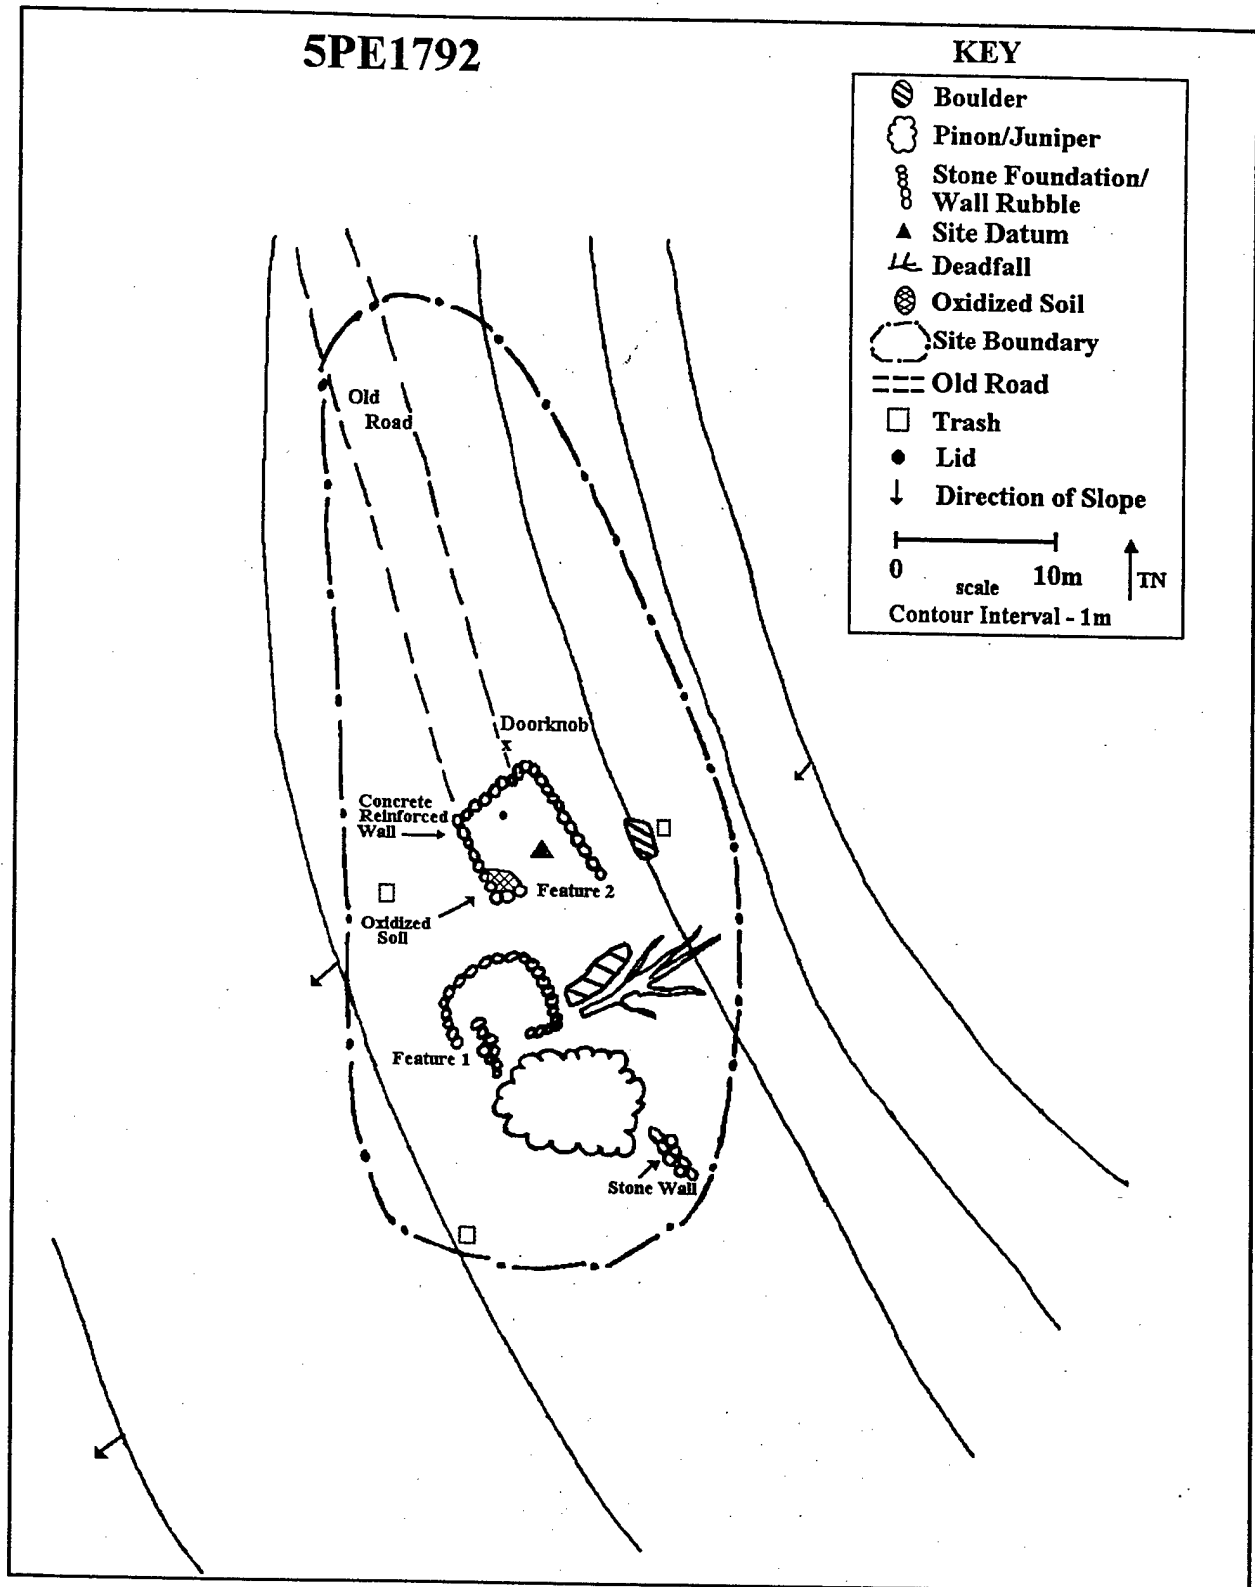 5PE1792
KEY
Boulder
Pinon/Juniper
Stone Foundation/
Wall Rubble
Site Datum
Deadfall
Oxidized Soil
Site Boundary
Old Road
Trash
Lid
Direction of Slope
0 10m
scale
TN
Contour Interval - 1m
Old
Road
Doorknob
x
Concrete
Reinforced
Wall
Feature 2
Oxidized
Soil
Feature 1
Stone Wall